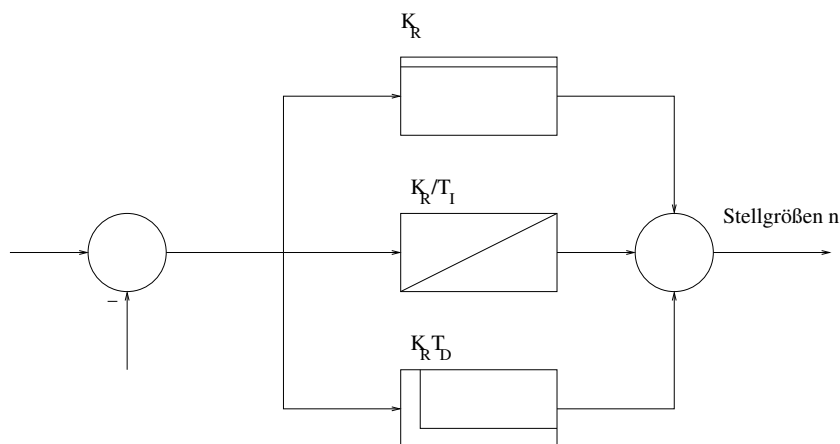 K_R
K_R/T_I
Stellgrößen n
–
K_R T_D